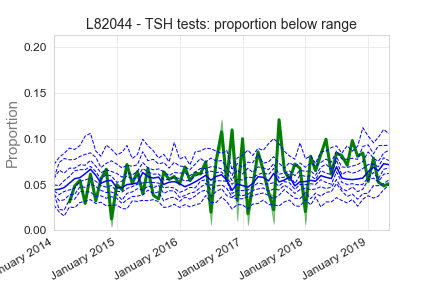 L82044 - TSH tests: proportion below range
Proportion
0.20
0.15
0.10
0.05
0.00
nuary 2014
January 2015
January 2016
January 2017
January 2018
January 2019